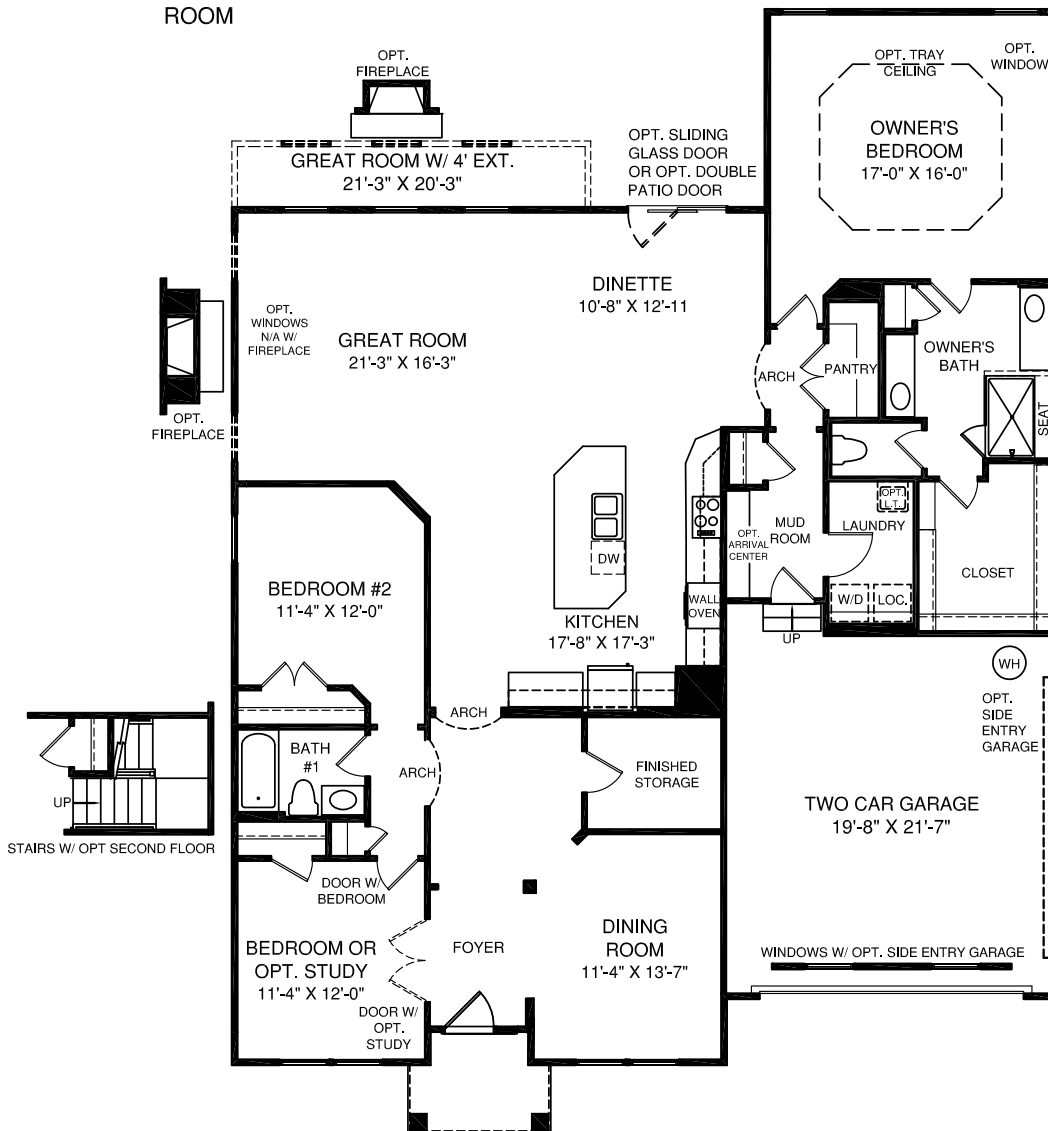 ROOM
OPT.
FIREPLACE
GREAT ROOM W/ 4' EXT.
21'-3" X 20'-3"
OPT. SLIDING
GLASS DOOR
OR OPT. DOUBLE
PATIO DOOR
OPT. TRAY
CEILING
OPT.
WINDOW
OWNER'S
BEDROOM
17'-0" X 16'-0"
DINETTE
10'-8" X 12'-11
OPT.
WINDOWS
N/A W/
FIREPLACE
GREAT ROOM
21'-3" X 16'-3"
OPT.
FIREPLACE
ARCH
PANTRY
OWNER'S
BATH
SEAT
OPT.
L.T.
MUD
ROOM
LAUNDRY
OPT.
ARRIVAL
CENTER
DW
CLOSET
WALL
OVEN
W/D
LOC.
BEDROOM #2
11'-4" X 12'-0"
KITCHEN
17'-8" X 17'-3"
UP
WH
OPT.
SIDE
ENTRY
GARAGE
ARCH
BATH
#1
ARCH
FINISHED
STORAGE
UP
STAIRS W/ OPT SECOND FLOOR
TWO CAR GARAGE
19'-8" X 21'-7"
DOOR W/
BEDROOM
BEDROOM OR
OPT. STUDY
11'-4" X 12'-0"
FOYER
DINING
ROOM
11'-4" X 13'-7"
WINDOWS W/ OPT. SIDE ENTRY GARAGE
DOOR W/
OPT.
STUDY